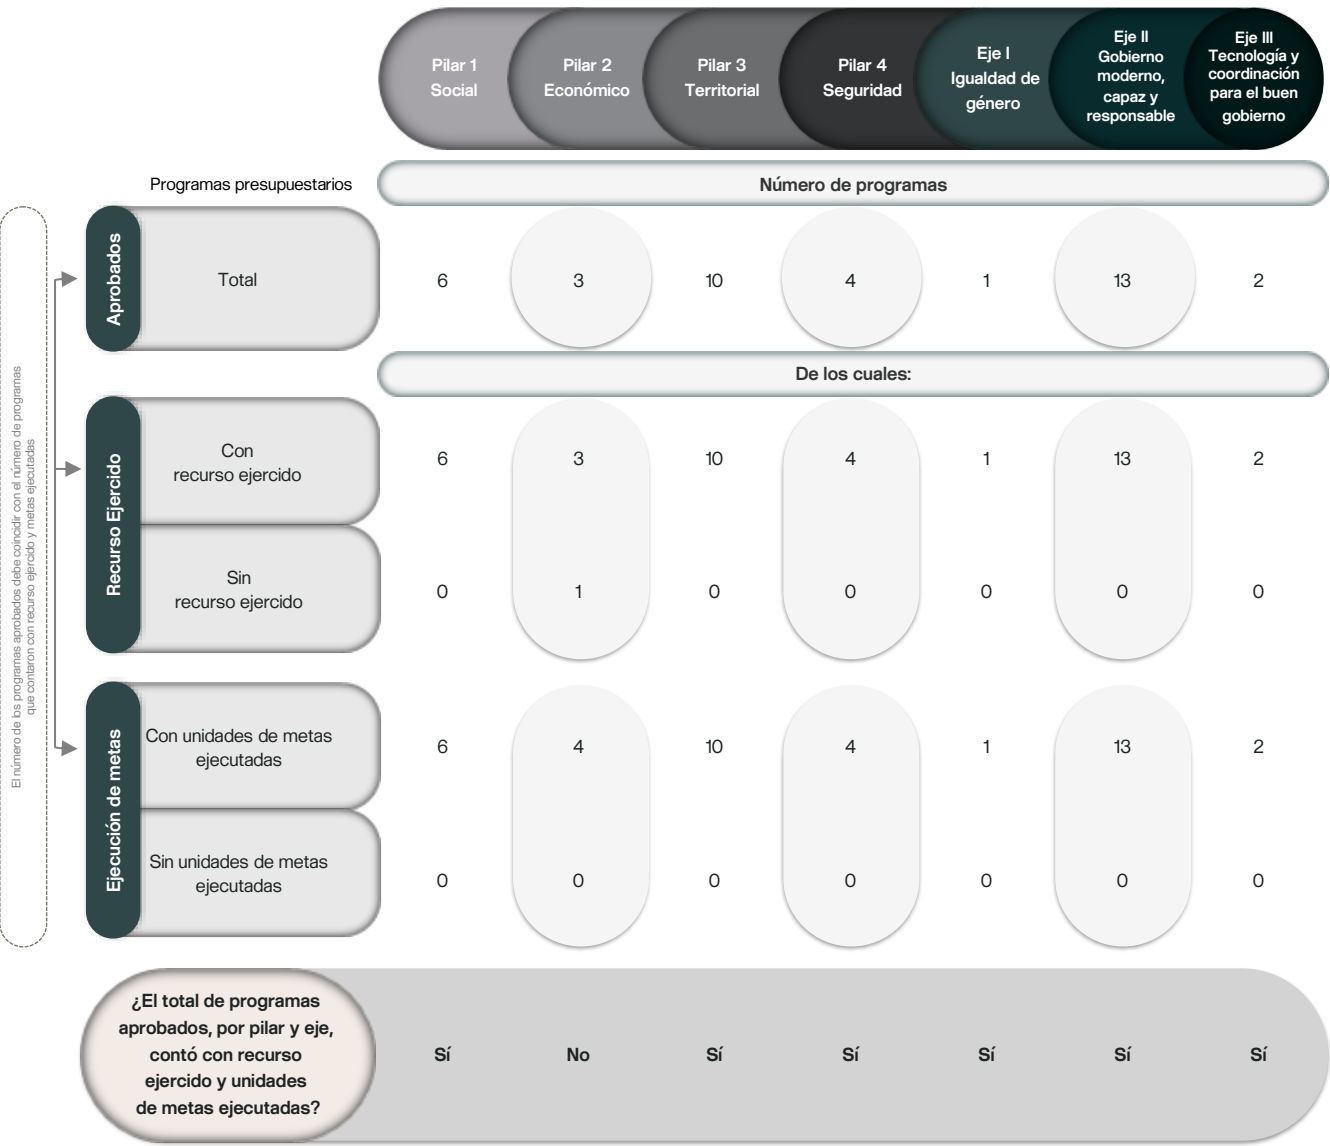 Pilar 1
Social
Pilar 2
Económico
Pilar 3
Territorial
Pilar 4
Seguridad
Eje I
Igualdad de
género
Eje II
Gobierno
moderno,
capaz y
responsable
Eje III
Tecnología y
coordinación
para el buen
gobierno
Programas presupuestarios
Número de programas
Aprobados
Total
6 3 10 4 1 13 2
De los cuales:
Recurso Ejercido
Con
recurso ejercido
6 3 10 4 1 13 2
Sin
recurso ejercido
0 1 0 0 0 0 0
Ejecución de metas
Con unidades de metas
ejecutadas
6 4 10 4 1 13 2
Sin unidades de metas
ejecutadas
0 0 0 0 0 0 0
El número de los programas aprobados debe coincidir con el número de programas
que contaron con recurso ejercido y metas ejecutadas
¿El total de programas
aprobados, por pilar y eje,
contó con recurso
ejercido y unidades
de metas ejecutadas?
Sí No Sí Sí Sí Sí Sí